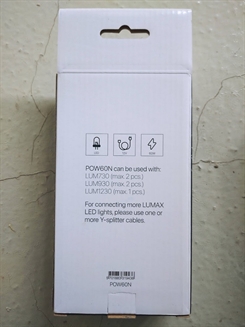 POW60N can be used with:
LUM730 (max 2 pcs.)
LUM930 (max. 2 pcs.)
LUM1230 (max 1 pcs.)
For connecting more LUMAX
LED lights, please use one or
more Y-splitter cables.
POW60N